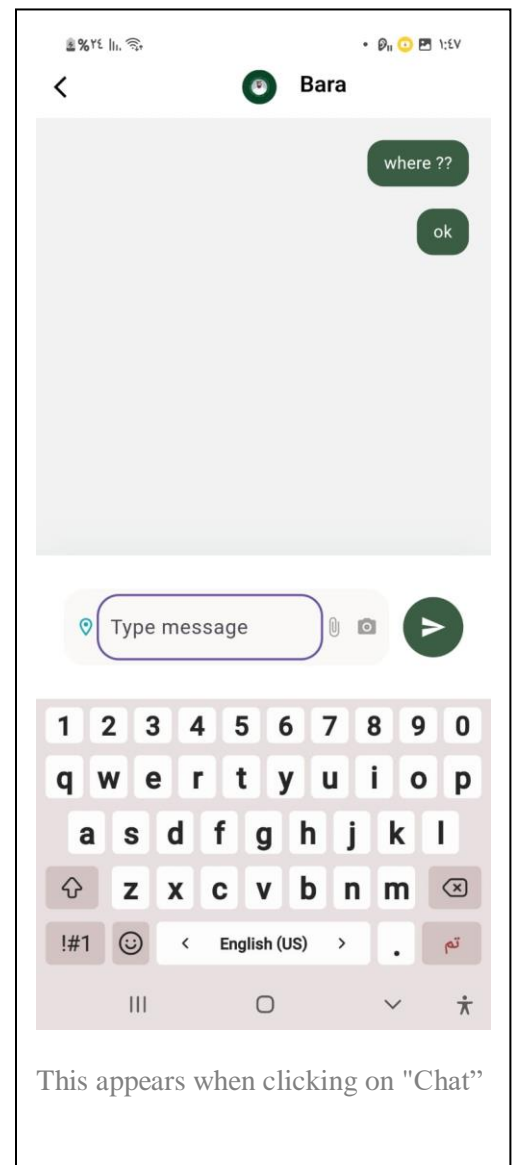 %٢٤ ١:٤٧
Bara
where ??
ok
Type message
1 2 3 4 5 6 7 8 9 0
q w e r t y u i o p
a s d f g h j k l
z x c v b n m
!#1 < English (US) > . تم
This appears when clicking on "Chat”